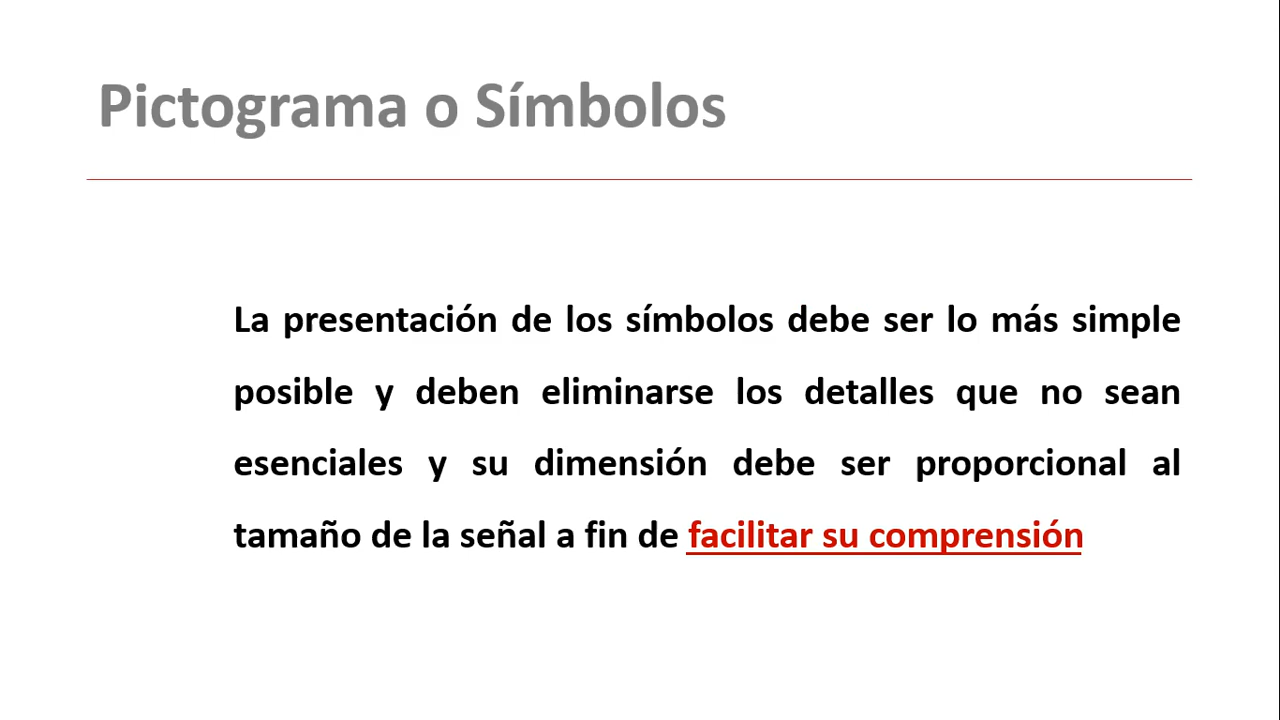 Pictograma o Símbolos
La presentación de los símbolos debe ser lo más simple
posible y deben eliminarse los detalles que no sean
esenciales y su dimensión debe ser proporcional al
tamaño de la señal a fin de facilitar su comprensión